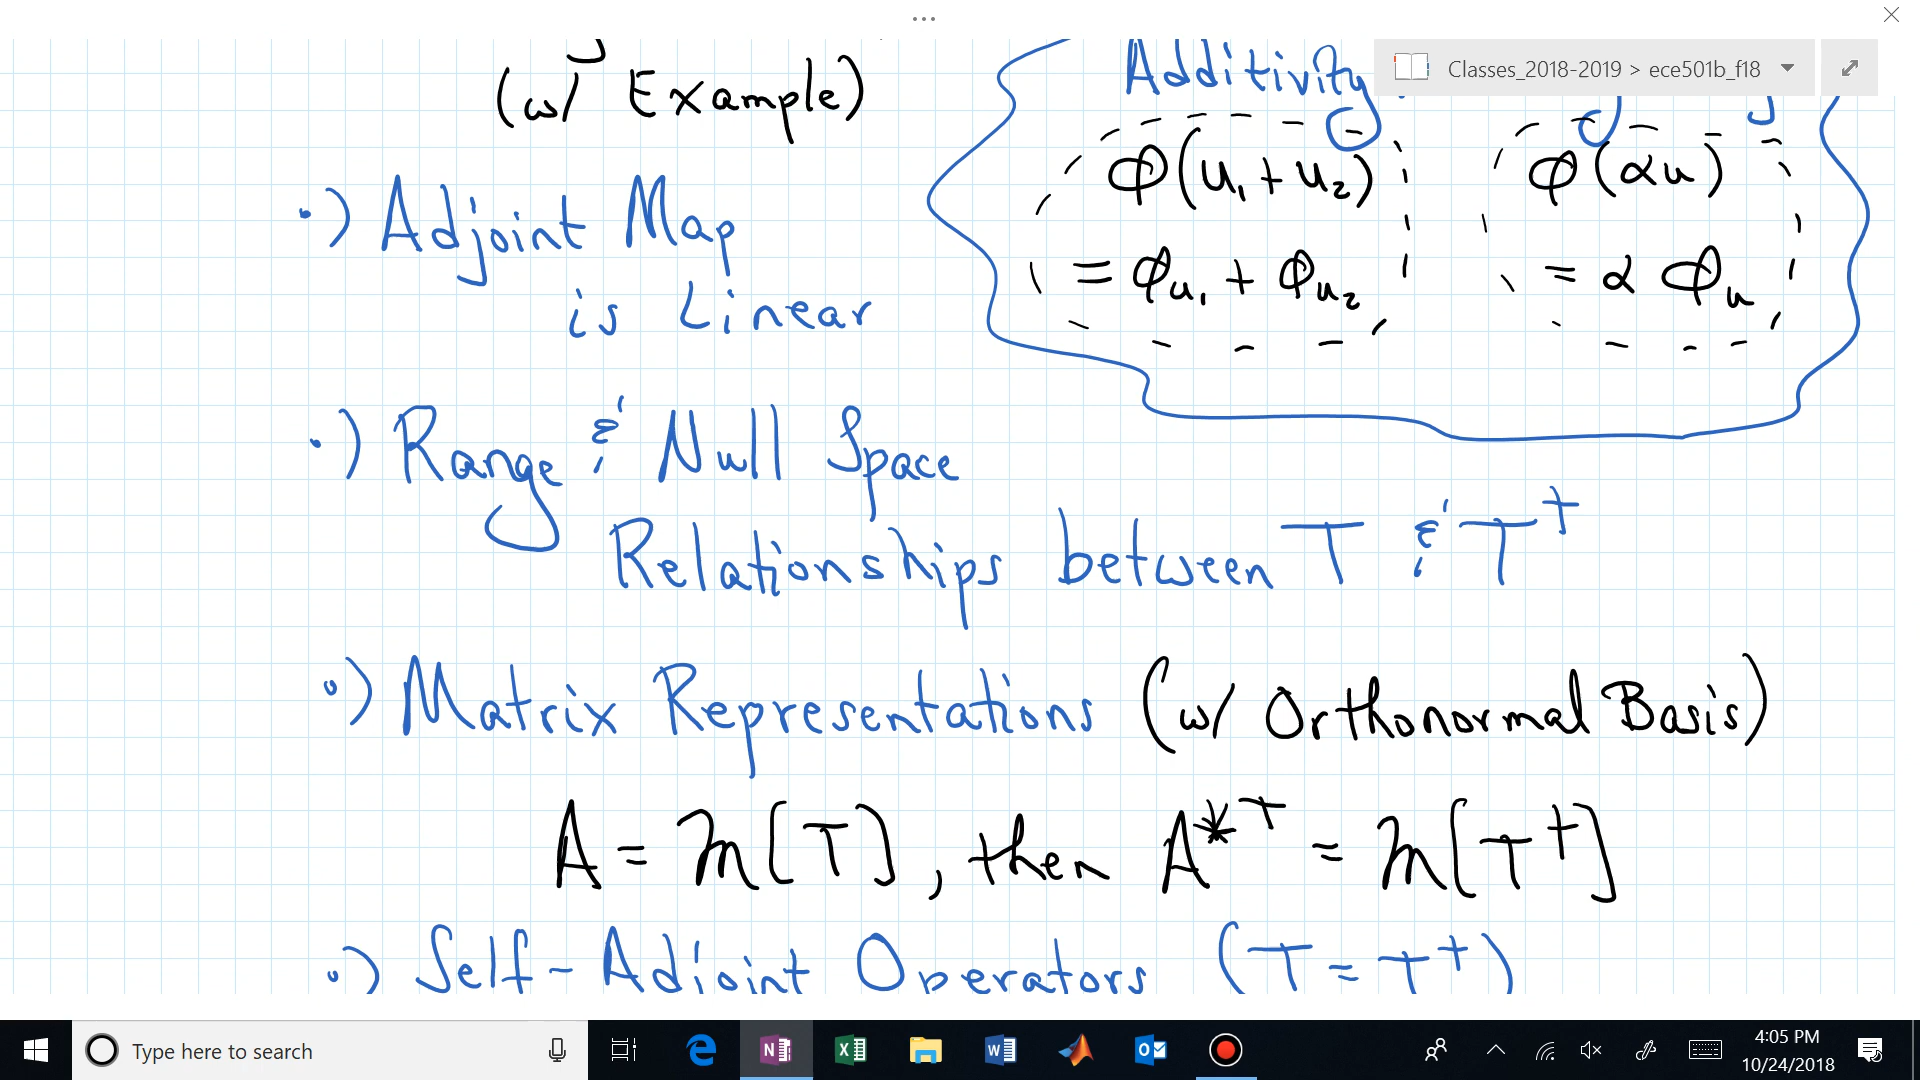 Classes_2018-2019 > ece501b_f18
(w/ Example)
Additivity
Φ(u₁+u₂)
= Φu₁ + Φu₂
Φ(αu)
= α Φu
•) Adjoint Map
is Linear
•) Range & Null Space
Relationships between T & T†
•) Matrix Representations (w/ Orthonormal Basis)
A = m[T], then A*ᵀ = m[T†]
•) Self-Adjoint Operators (T = T†)
Type here to search
4:05 PM
10/24/2018